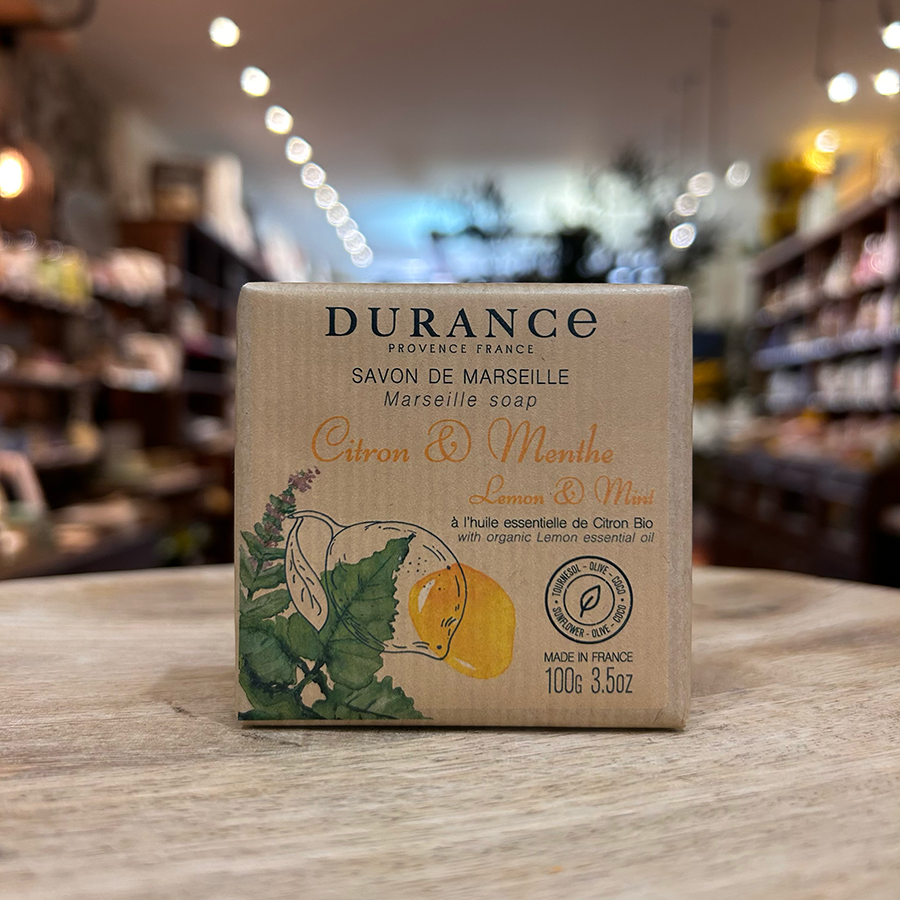 DURANCe
PROVENCE FRANCE
SAVON DE MARSEILLE
Marseille soap
Citron & Menthe
Lemon & Mint
à l'huile essentielle de Citron Bio
with organic Lemon essential oil
TOURNESOL - OLIVE - COCO
SUNFLOWER - OLIVE - COCO
MADE IN FRANCE
100G 3.5OZ